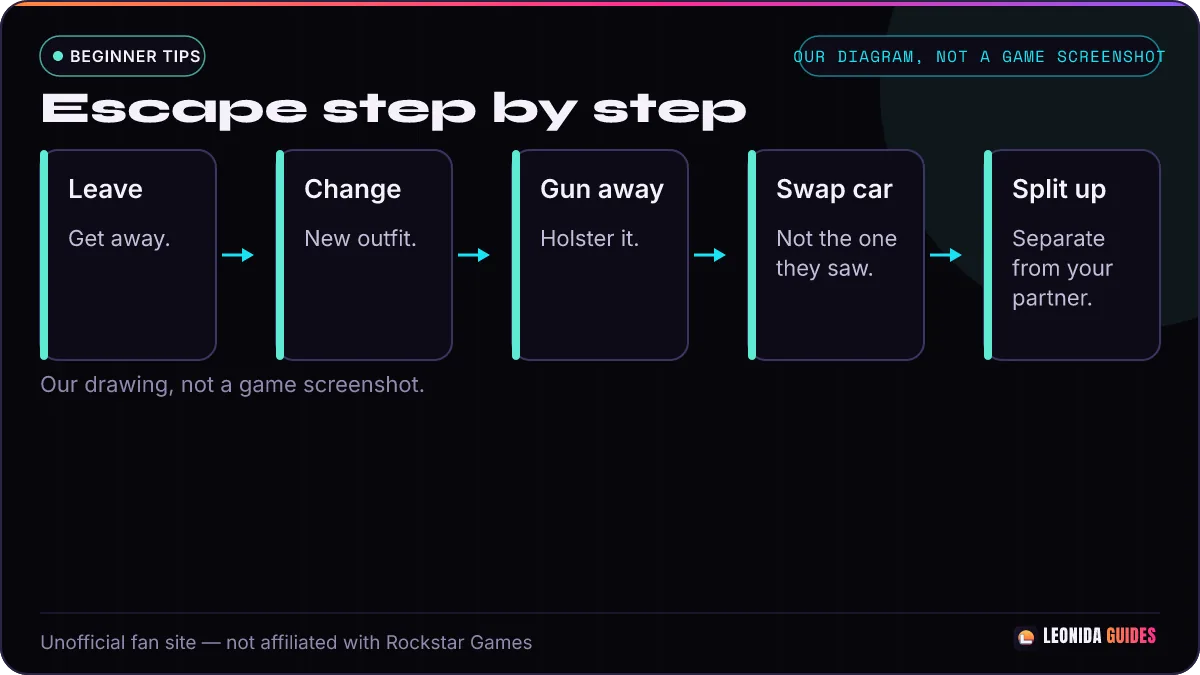 BEGINNER TIPS
OUR DIAGRAM, NOT A GAME SCREENSHOT
Escape step by step
Leave
Get away.
Change
New outfit.
Gun away
Holster it.
Swap car
Not the one
they saw.
Split up
Separate
from your
partner.
Our drawing, not a game screenshot.
Unofficial fan site — not affiliated with Rockstar Games
LEONIDA GUIDES